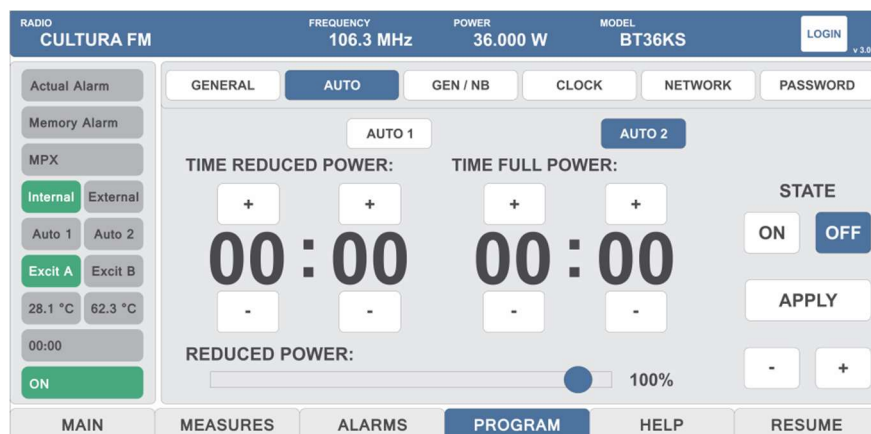 RADIO
CULTURA FM
FREQUENCY
106.3 MHz
POWER
36.000 W
MODEL
BT36KS
LOGIN
v 3.0
Actual Alarm
Memory Alarm
MPX
Internal External
Auto 1 Auto 2
Excit A Excit B
28.1 °C 62.3 °C
00:00
ON
GENERAL AUTO GEN / NB CLOCK NETWORK PASSWORD
AUTO 1 AUTO 2
TIME REDUCED POWER: TIME FULL POWER:
+ + + +
00 : 00 00 : 00
- - - -
STATE
ON OFF
APPLY
REDUCED POWER:
100%
- +
MAIN MEASURES ALARMS PROGRAM HELP RESUME